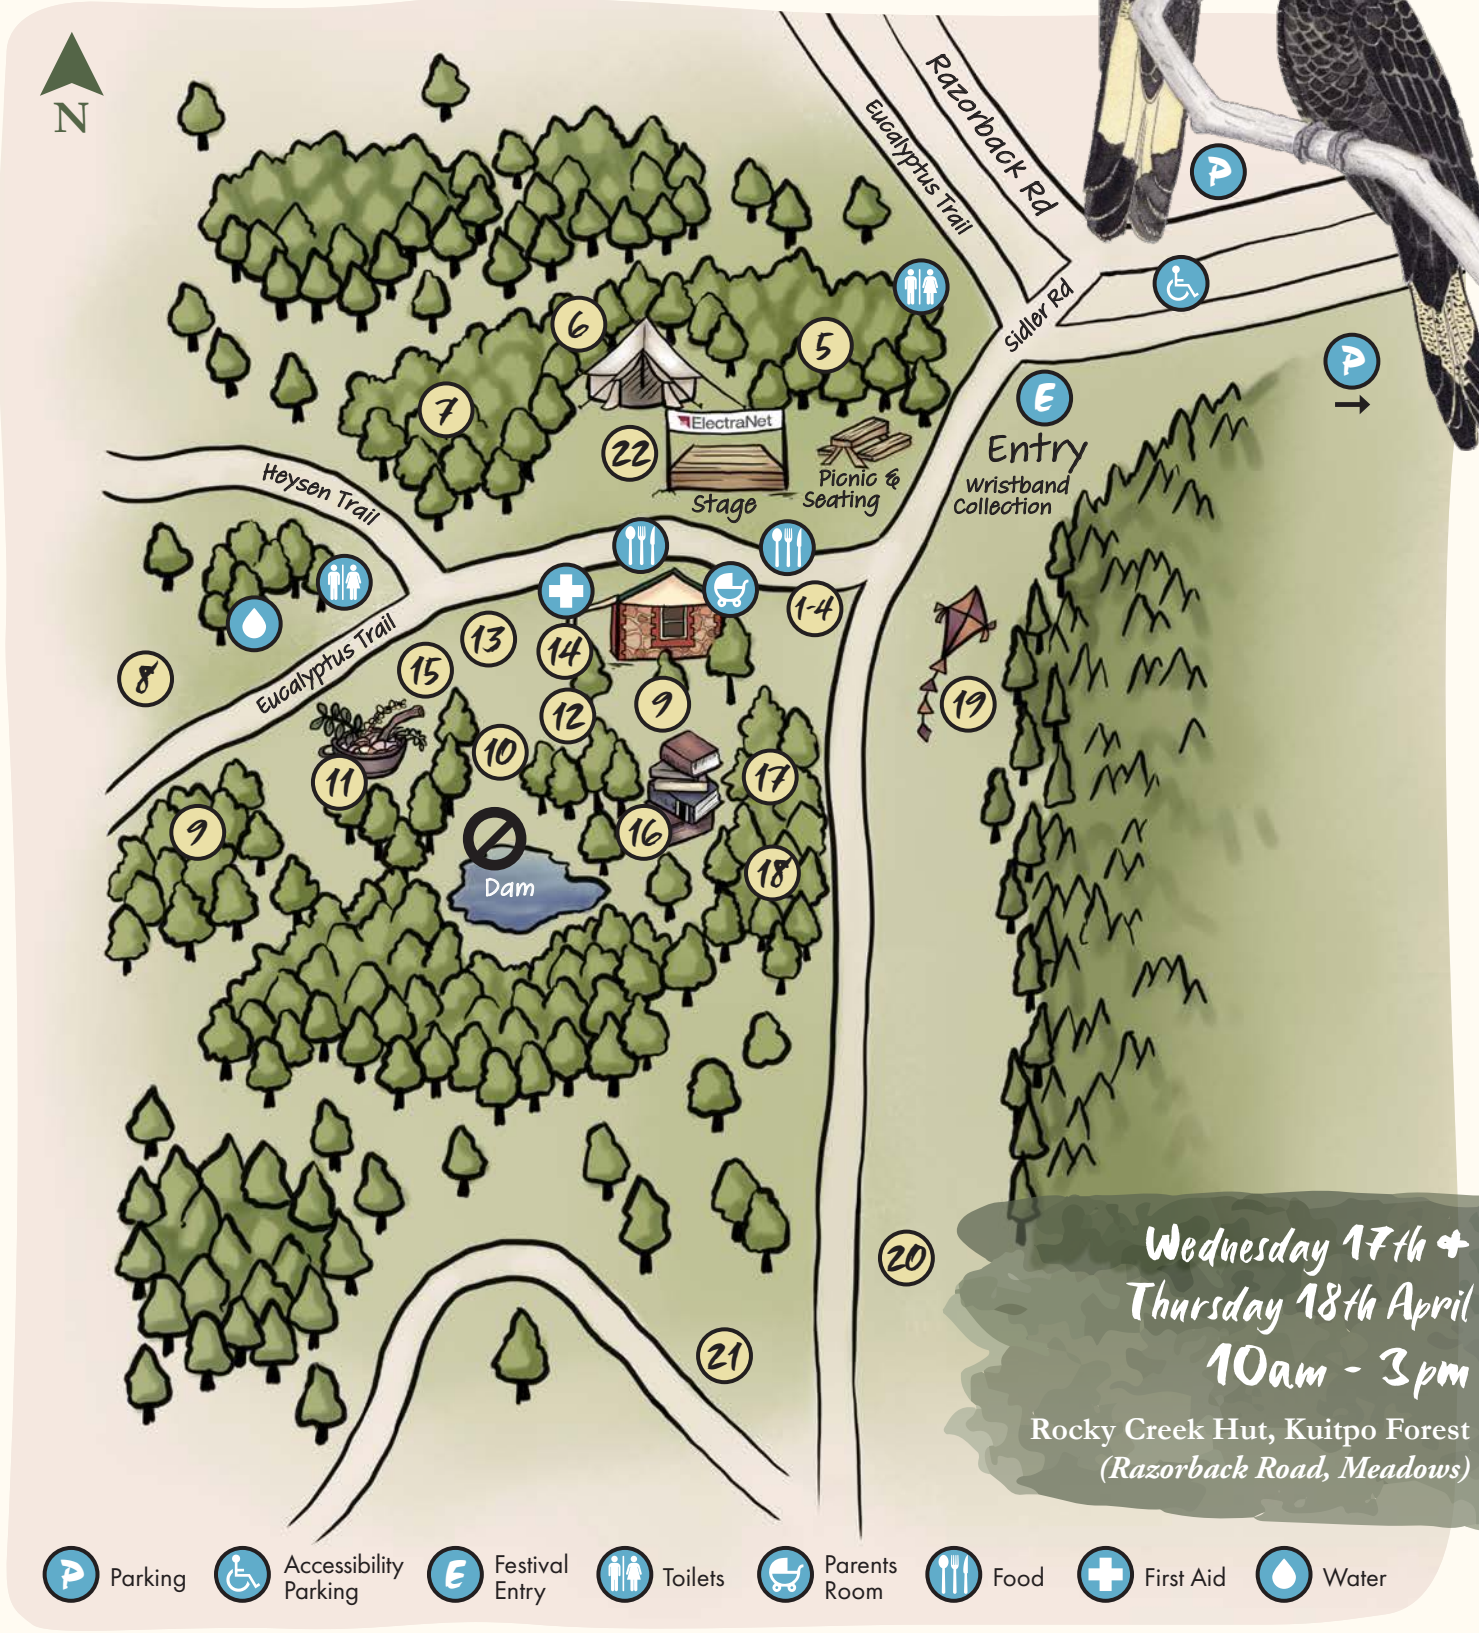 N
Razorback Rd
Eucalyptus Trail
P
Sidler Rd
P
6
5
7
E
Entry
Wristband
Collection
ElectraNet
22
Stage
Picnic &
Seating
Heysen Trail
Eucalyptus Trail
1-4
13
14
15
8
12
9
19
10
11
17
9
16
18
Dam
20
21
Wednesday 17th +
Thursday 18th April
10am - 3pm
Rocky Creek Hut, Kuitpo Forest
(Razorback Road, Meadows)
P Parking
Accessibility
Parking
E Festival
Entry
Toilets
Parents
Room
Food
First Aid
Water